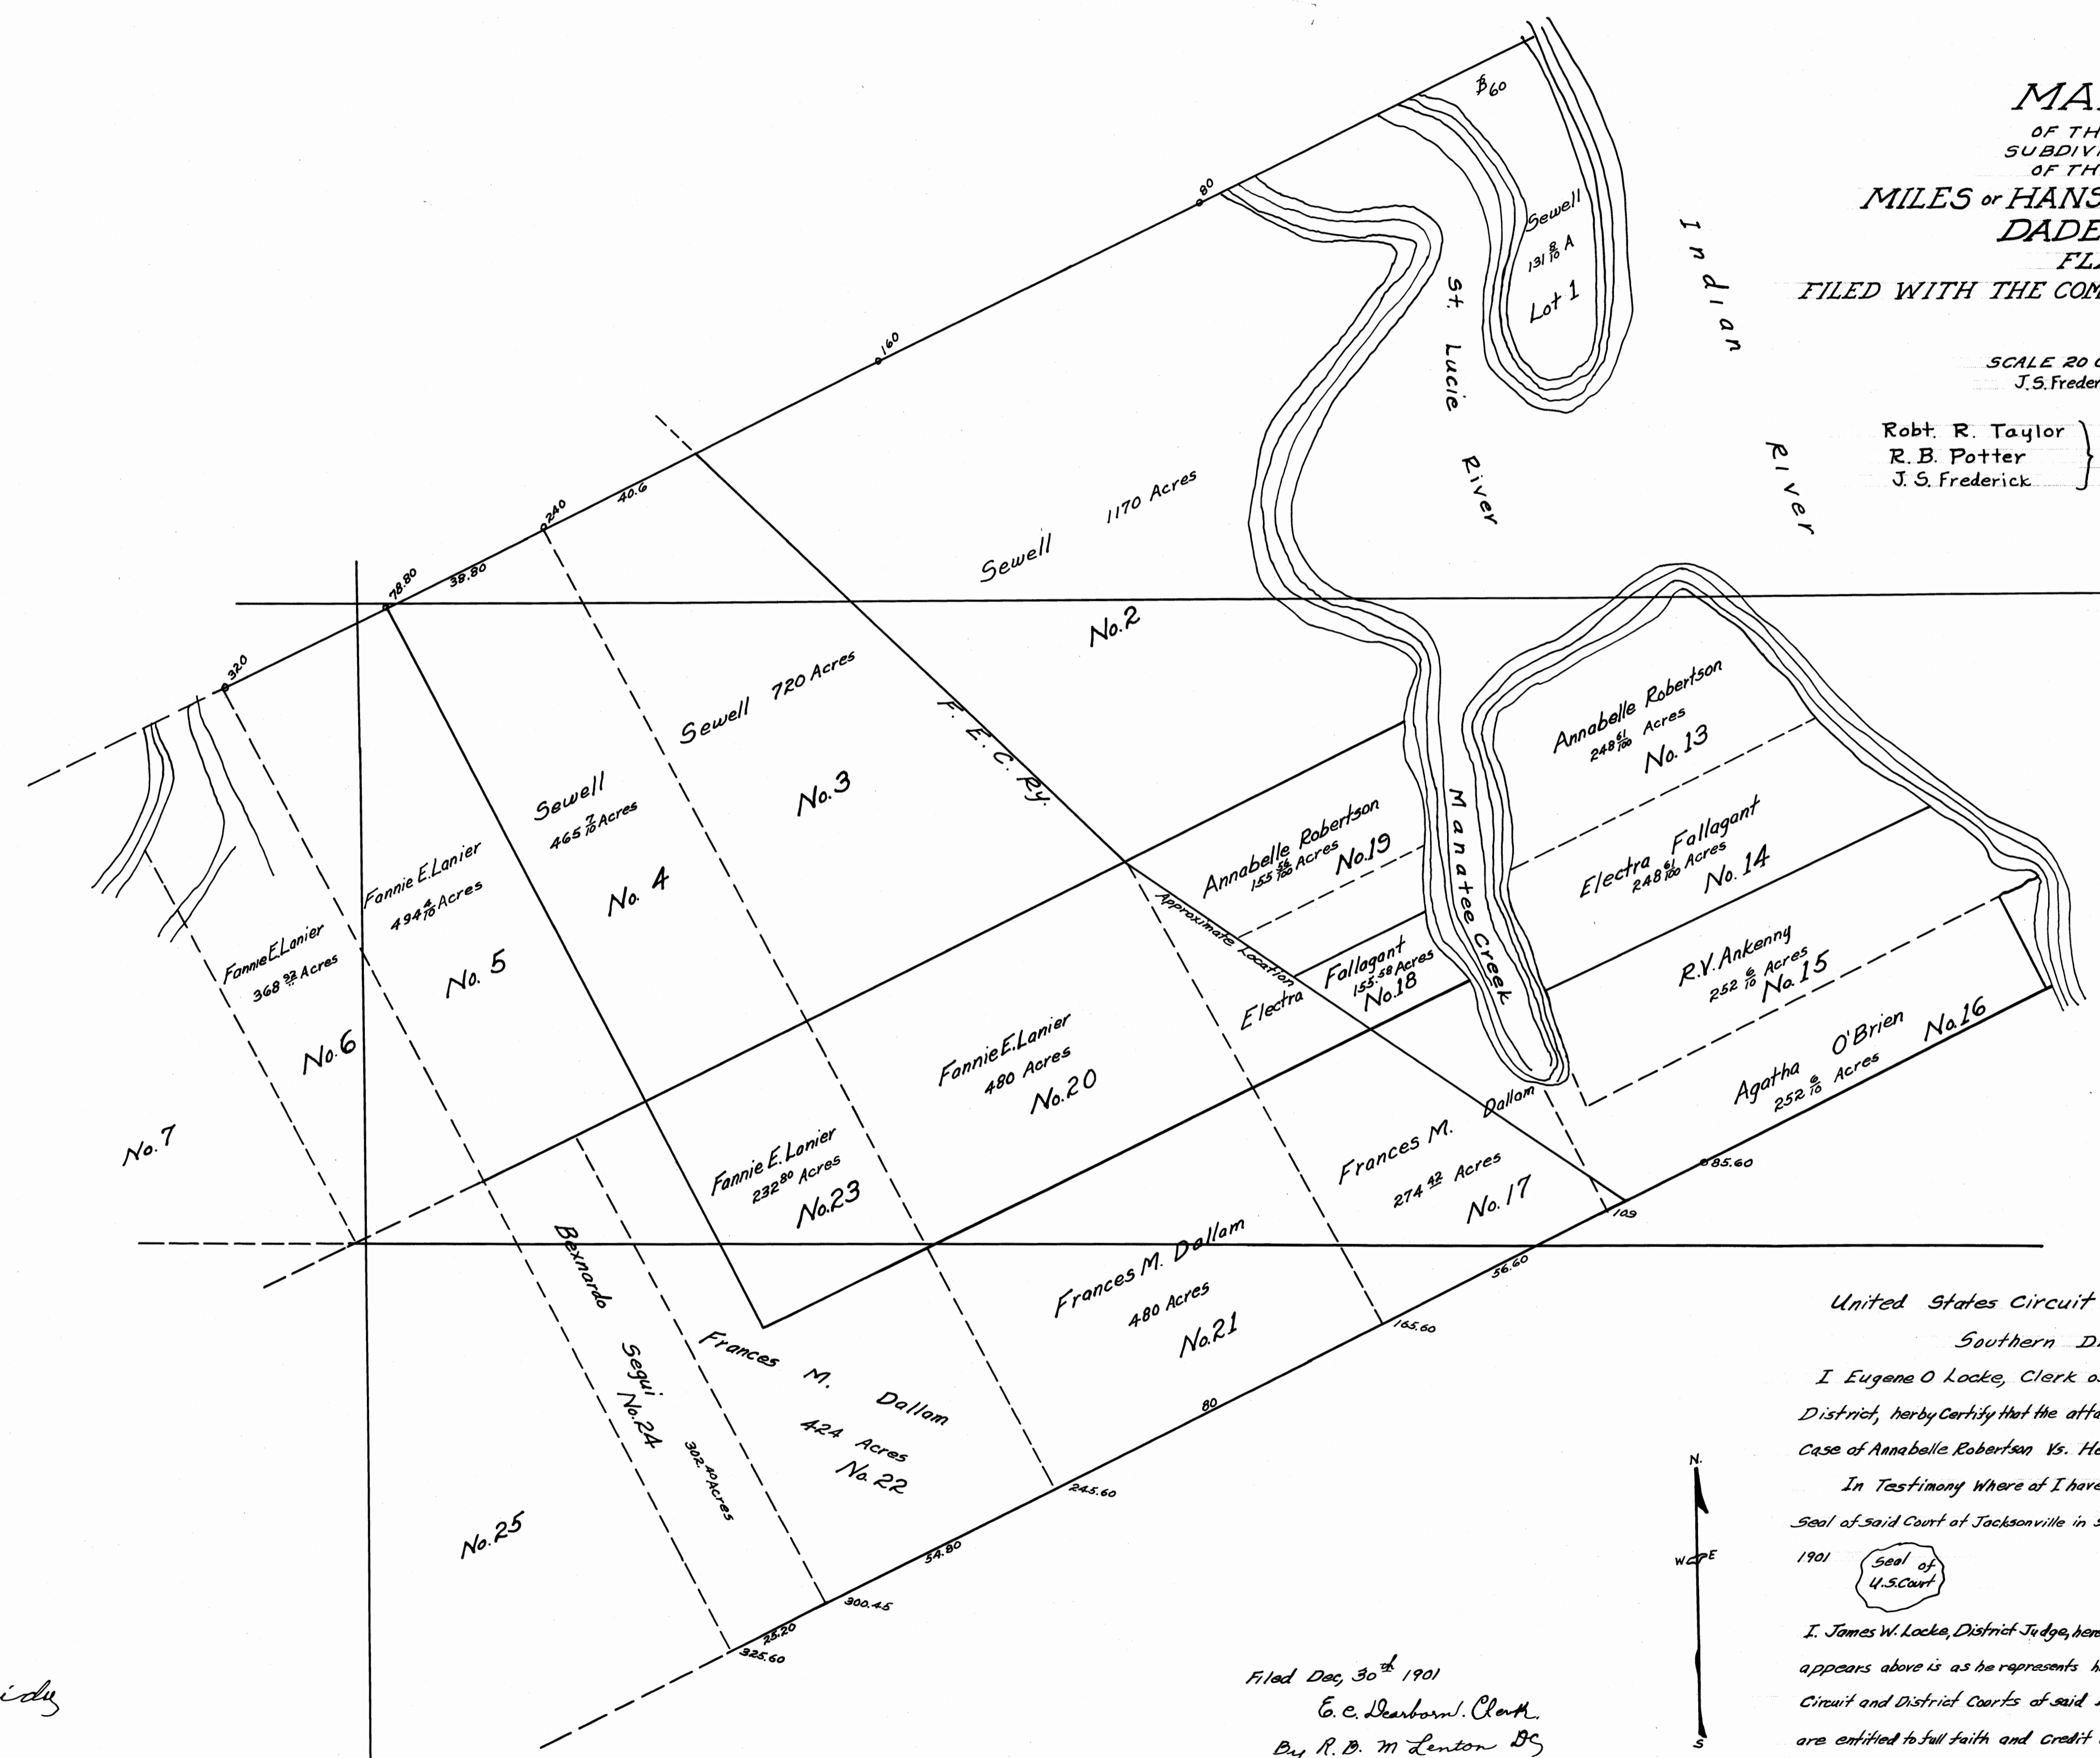 MA
OF TH
SUBDIVI
OF TH
MILES or HANS
DADE
FL
FILED WITH THE COM
SCALE 20
J.S. Freder
Robt. R. Taylor
R. B. Potter
J. S. Frederick
60
80
160
240
40.6
38.80
78.80
320
Sewell
131 8/10 A
Lot 1
Indian
River
St. Lucie River
Sewell 1170 Acres
No. 2
Sewell 720 Acres
No. 3
F. E. C. Ry.
Sewell
465 7/10 Acres
No. 4
Fannie E. Lanier
494 4/10 Acres
No. 5
Fannie E. Lanier
368 92 Acres
No. 6
No. 7
Annabelle Robertson
248 61/100 Acres
No. 13
Electra Fallagant
248 61/100 Acres
No. 14
R.V. Ankenny
252 6/10 Acres
No. 15
Agatha O'Brien
252 6/10 Acres
No. 16
Manatee Creek
Annabelle Robertson
155 58/100 Acres
No. 19
Approximate Location
Electra Fallagant
155.58 Acres
No. 18
Fannie E. Lanier
480 Acres
No. 20
Fannie E. Lanier
232 80 Acres
No. 23
Frances M. Dallam
274 42 Acres
No. 17
Frances M. Dallam
480 Acres
No. 21
Frances M. Dallam
424 Acres
No. 22
Bexnardo Segui
No. 24
302.40 Acres
No. 25
85.60
109
56.60
165.60
80
245.60
54.80
300.45
25.20
325.60
N.
W E
S
United States Circuit
Southern D
I Eugene O Locke, Clerk o
District, herby Certify that the atta
Case of Annabelle Robertson Vs. He
In Testimony Where of I have
Seal of said Court at Jacksonville in s
1901
Seal of
U.S. Court
I. James W. Locke, District Judge, here
appears above is as he represents h
Circuit and District Coarts of said
are entitled to full faith and Credit
Filed Dec, 30th 1901
E. C. Dearborn. Clerk.
By R. B. M Lenton DC